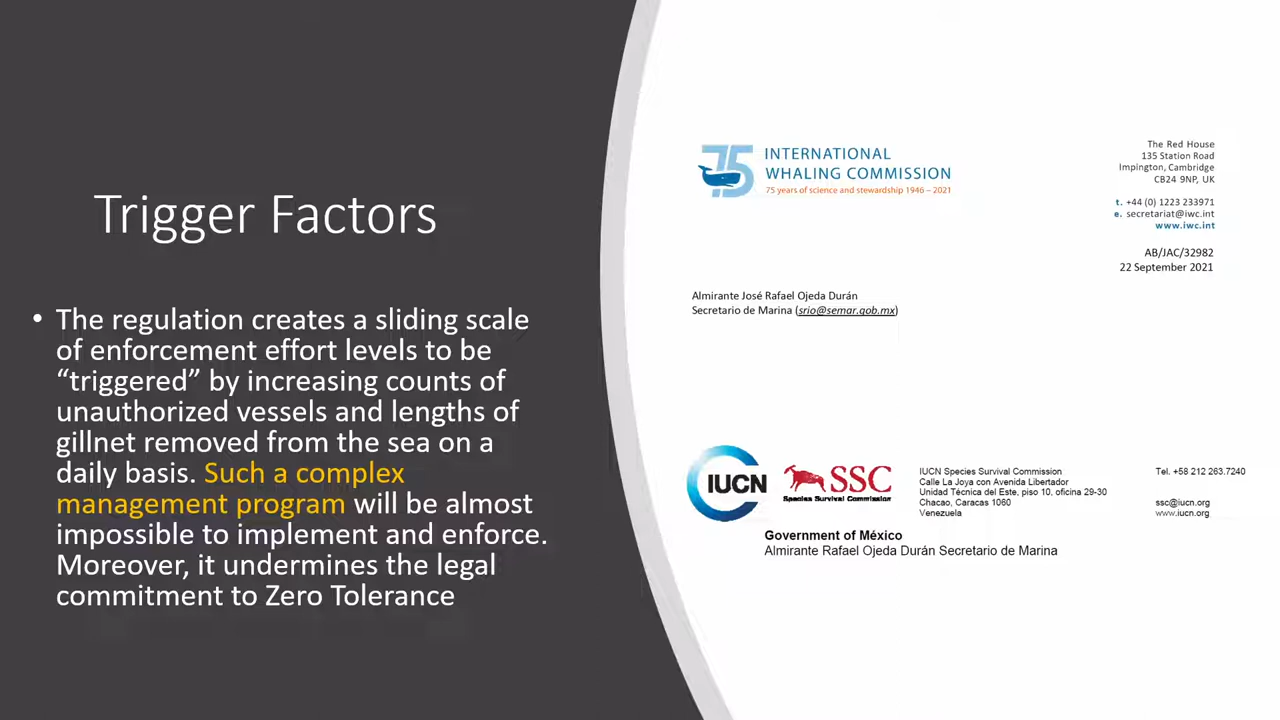 Trigger Factors
• The regulation creates a sliding scale
of enforcement effort levels to be
“triggered” by increasing counts of
unauthorized vessels and lengths of
gillnet removed from the sea on a
daily basis. Such a complex
management program will be almost
impossible to implement and enforce.
Moreover, it undermines the legal
commitment to Zero Tolerance
75
INTERNATIONAL
WHALING COMMISSION
75 years of science and stewardship 1946 – 2021
The Red House
135 Station Road
Impington, Cambridge
CB24 9NP, UK
t. +44 (0) 1223 233971
e. secretariat@iwc.int
www.iwc.int
AB/JAC/32982
22 September 2021
Almirante José Rafael Ojeda Durán
Secretario de Marina (srio@semar.gob.mx)
IUCN
SSC
Species Survival Commission
IUCN Species Survival Commission
Calle La Joya con Avenida Libertador
Unidad Técnica del Este, piso 10, oficina 29-30
Chacao, Caracas 1060
Venezuela
Tel. +58 212 263.7240
ssc@iucn.org
www.iucn.org
Government of México
Almirante Rafael Ojeda Durán Secretario de Marina